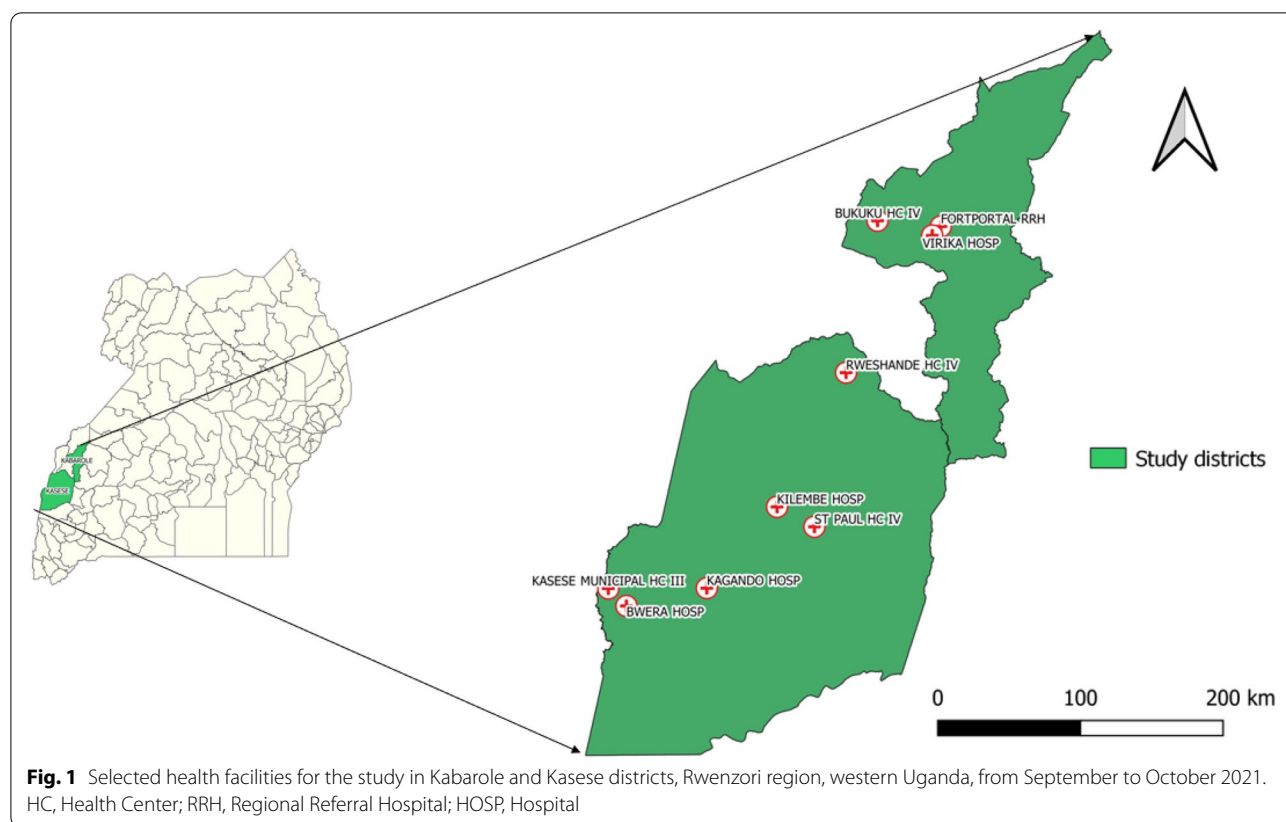 BUKUKU HC IV
FORTPORTAL RRH
VIRIKA HOSP
RWESHANDE HC IV
KABAROLE
KASESE
Study districts
KILEMBE HOSP
ST PAUL HC IV
KASESE MUNICIPAL HC III
KAGANDO HOSP
BWERA HOSP
0 100 200 km
Fig. 1 Selected health facilities for the study in Kabarole and Kasese districts, Rwenzori region, western Uganda, from September to October 2021.
HC, Health Center; RRH, Regional Referral Hospital; HOSP, Hospital